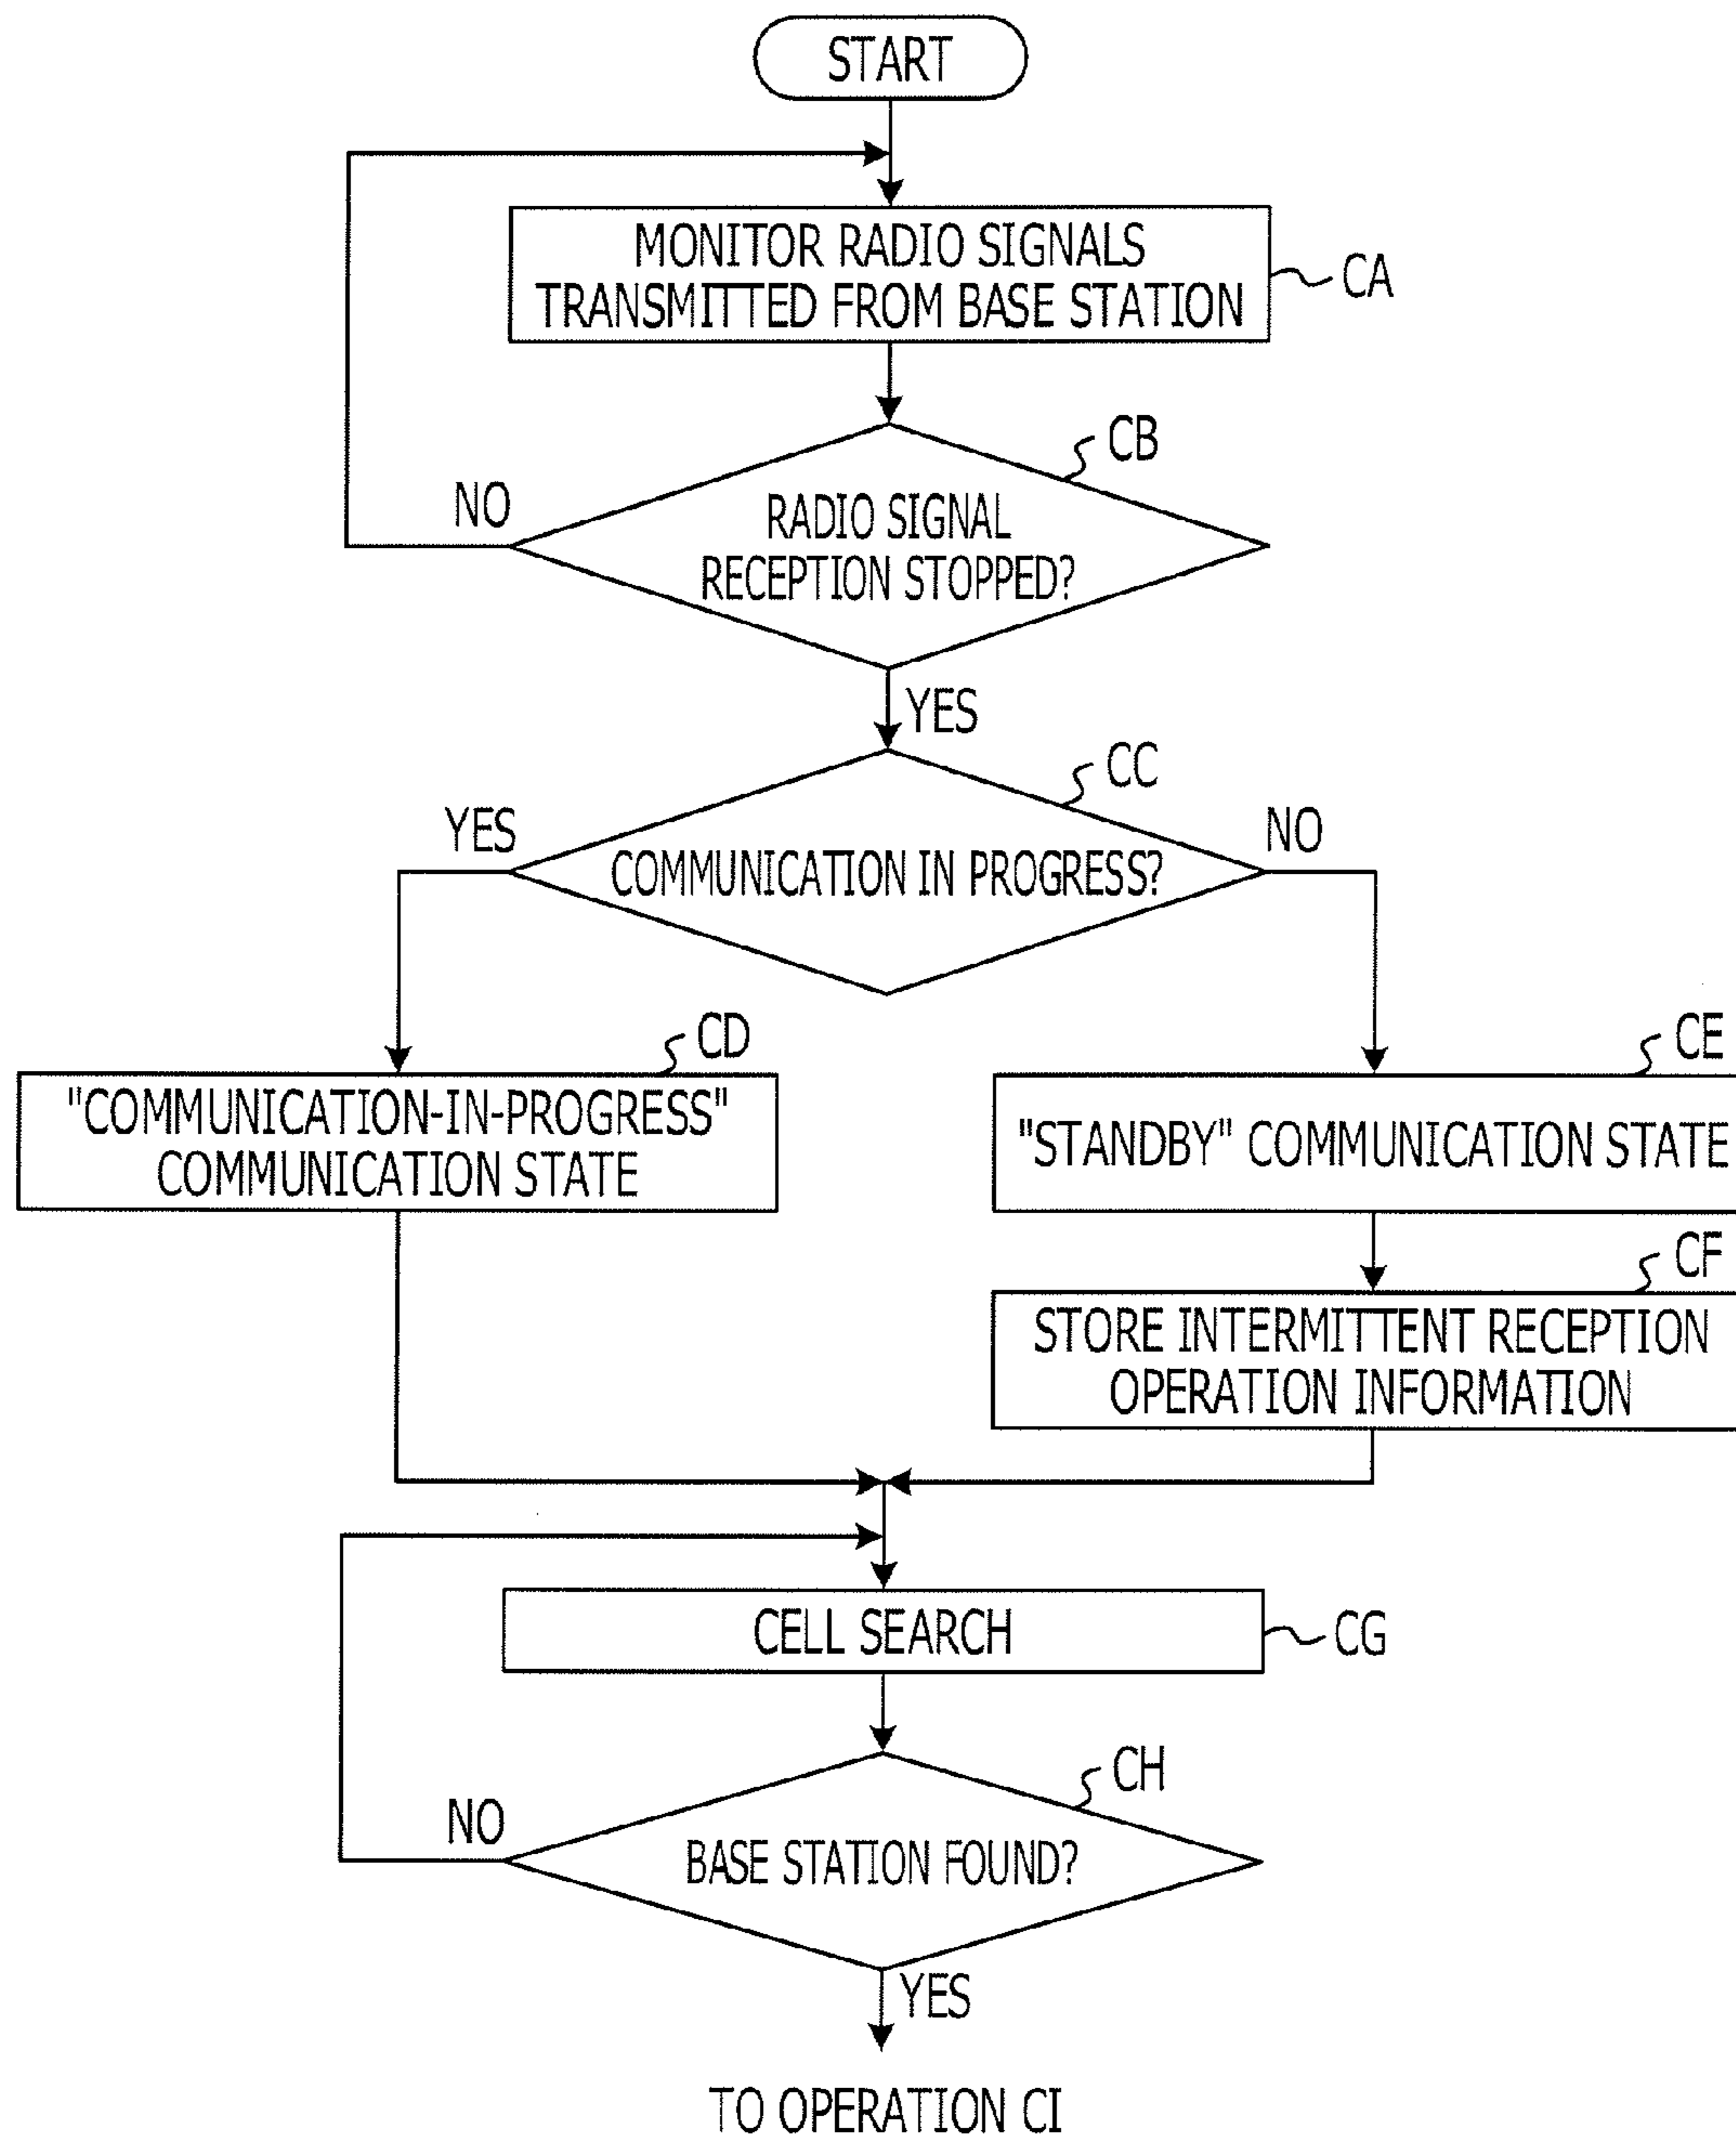 START
MONITOR RADIO SIGNALS
TRANSMITTED FROM BASE STATION
CA
CB
NO
RADIO SIGNAL
RECEPTION STOPPED?
YES
CC
YES
NO
COMMUNICATION IN PROGRESS?
CD
CE
"COMMUNICATION-IN-PROGRESS"
COMMUNICATION STATE
"STANDBY" COMMUNICATION STATE
CF
STORE INTERMITTENT RECEPTION
OPERATION INFORMATION
CELL SEARCH
CG
CH
NO
BASE STATION FOUND?
YES
TO OPERATION CI